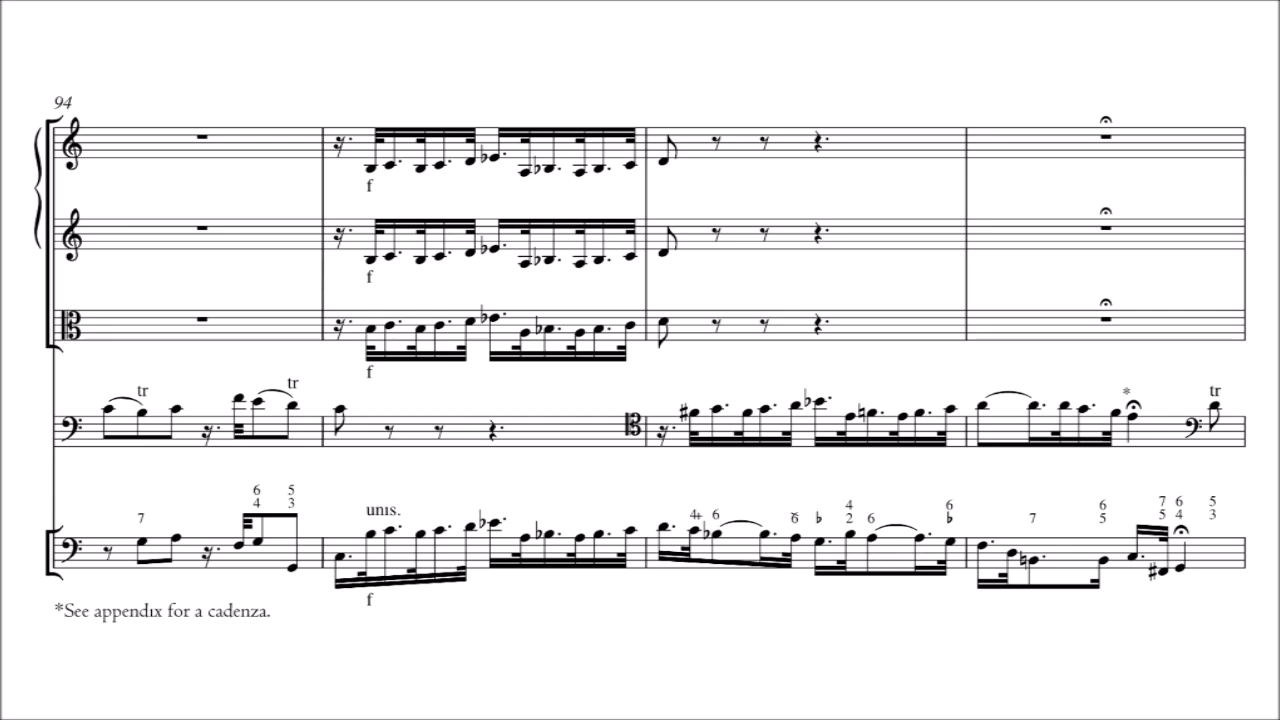 94
f
f
f
tr tr * tr
6 5
7 4 3
unis.
4+ 6 6 ♭ 4 2 6 6 ♭ 7 6 5 7 5 6 4 5 3
f
*See appendix for a cadenza.